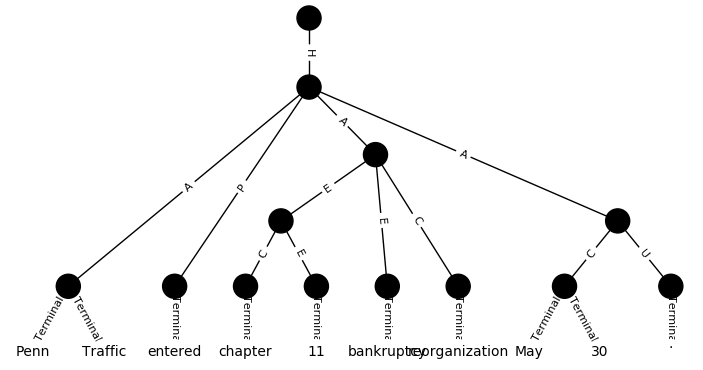 H
A
A
P
A
E
E
C
C
E
C
U
Terminal Terminal Terminal Terminal Terminal Terminal Terminal Terminal Terminal Terminal
Penn Traffic entered chapter 11 bankruptcy reorganization May 30 .